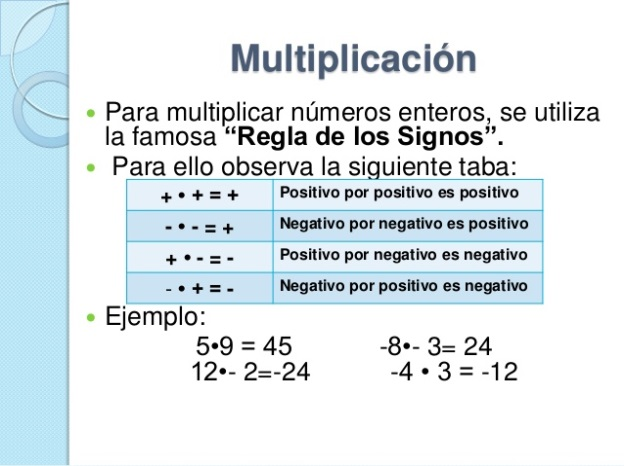 Multiplicación
• Para multiplicar números enteros, se utiliza
la famosa “Regla de los Signos”.
• Para ello observa la siguiente taba:
+ • + = + Positivo por positivo es positivo
- • - = + Negativo por negativo es positivo
+ • - = - Positivo por negativo es negativo
- • + = - Negativo por positivo es negativo
• Ejemplo:
5•9 = 45 -8•- 3= 24
12•- 2=-24 -4 • 3 = -12